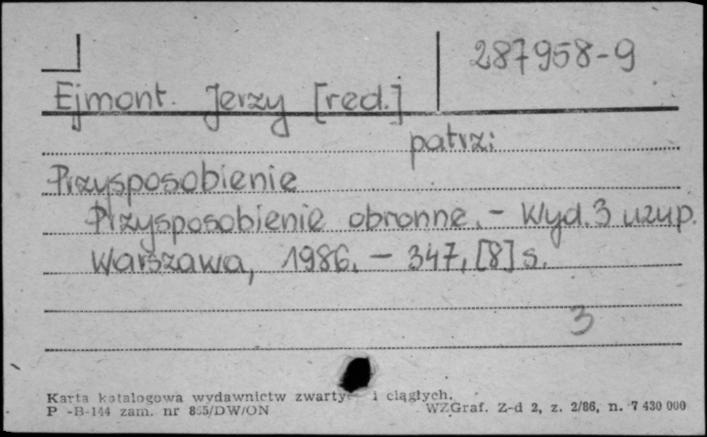 287958-9
Ejmont. Jerzy [red.]
patrz:
Przysposobienie
Przysposobienie obronne. - Wyd. 3 uzup.
Warszawa, 1986. - 347, [8] s.
3
Karta katalogowa wydawnictw zwarty i ciągłych.
P -B-144 zam. nr 855/DW/ON
WZGraf. Z-d 2, z. 2/86, n. 7 430 000